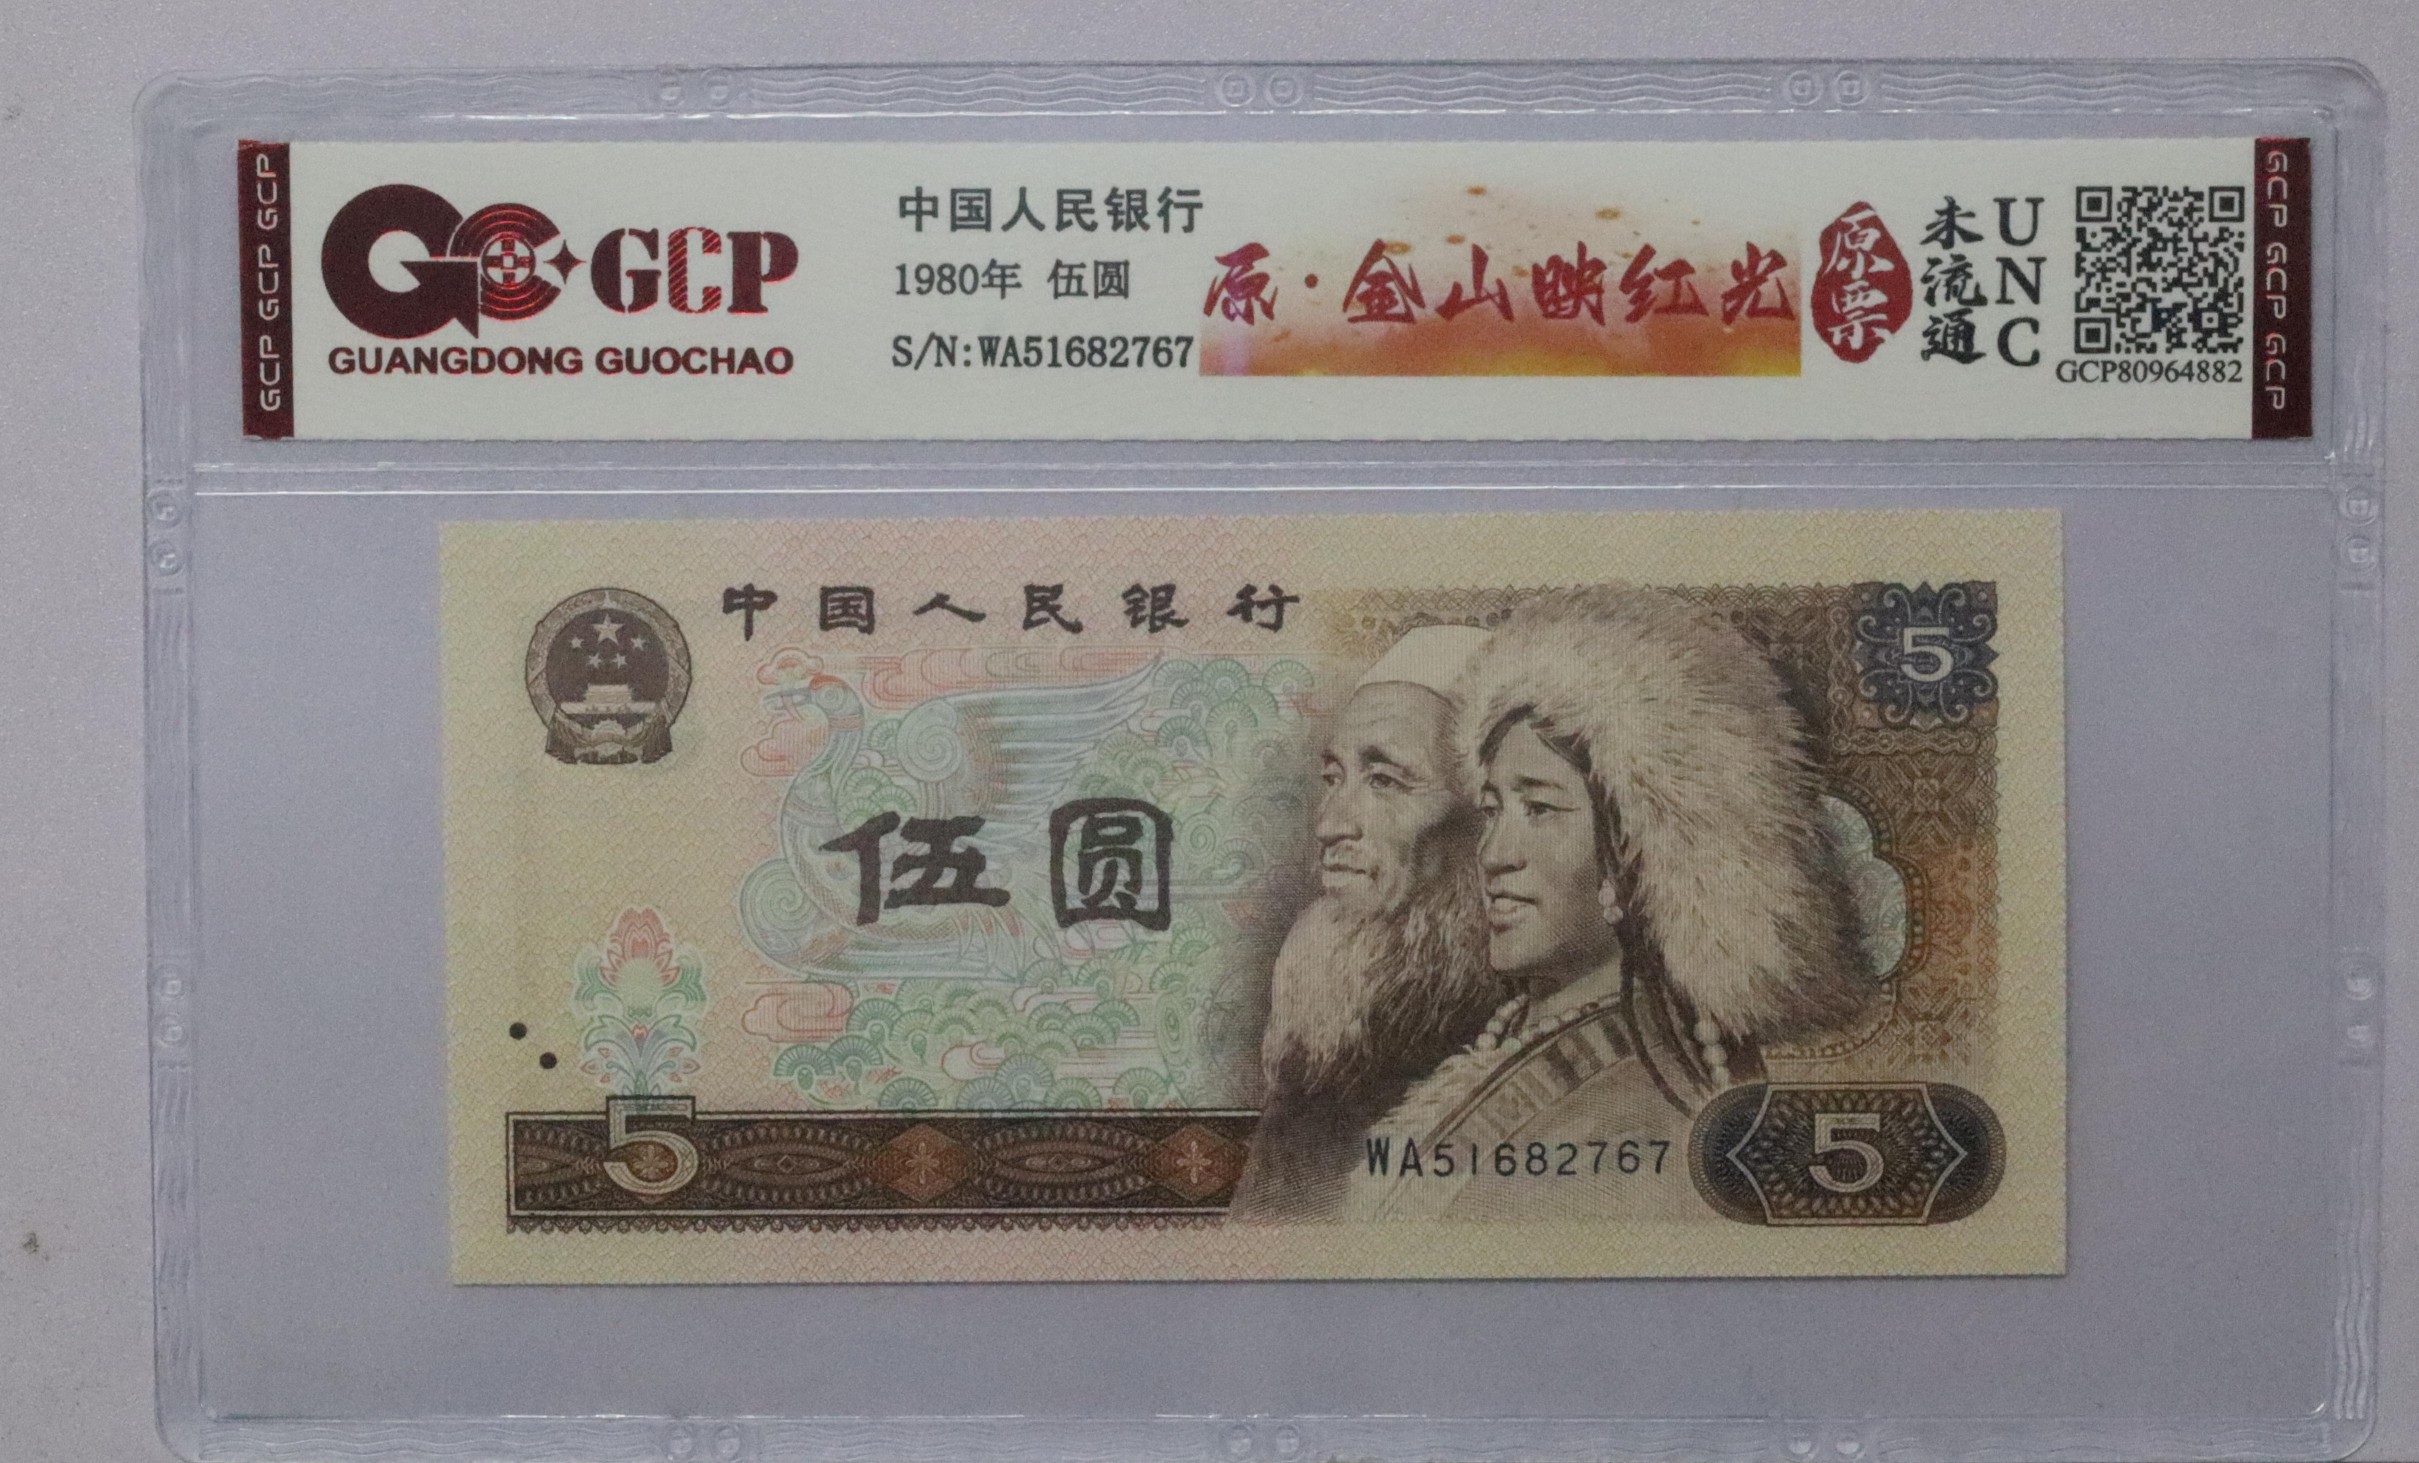 GCP GCP GCP
GCP
GUANGDONG GUOCHAO
中国人民银行
1980年 伍圆
S/N:WA51682767
原·金山映红光
原票
未流通
UNC
GCP80964882
GCP GCP GCP
中国人民银行
5
伍圆
5
WA51682767
5